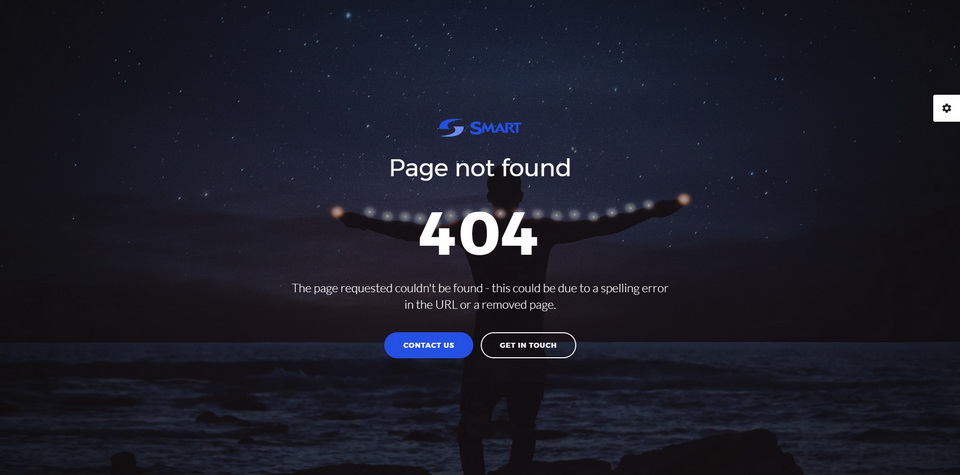 SMART
Page not found
404
The page requested couldn't be found - this could be due to a spelling error
in the URL or a removed page.
CONTACT US
GET IN TOUCH